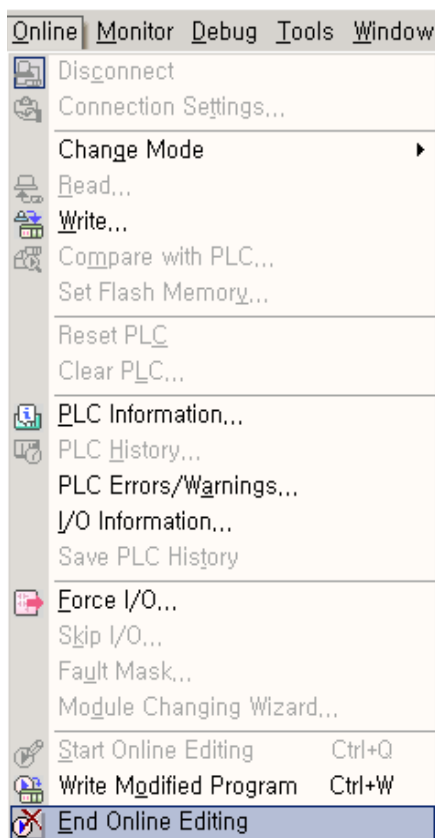 Online Monitor Debug Tools Window
Disconnect
Connection Settings...
Change Mode
Read...
Write...
Compare with PLC...
Set Flash Memory...
Reset PLC
Clear PLC...
PLC Information...
PLC History...
PLC Errors/Warnings...
I/O Information...
Save PLC History
Force I/O...
Skip I/O...
Fault Mask...
Module Changing Wizard...
Start Online Editing Ctrl+Q
Write Modified Program Ctrl+W
End Online Editing